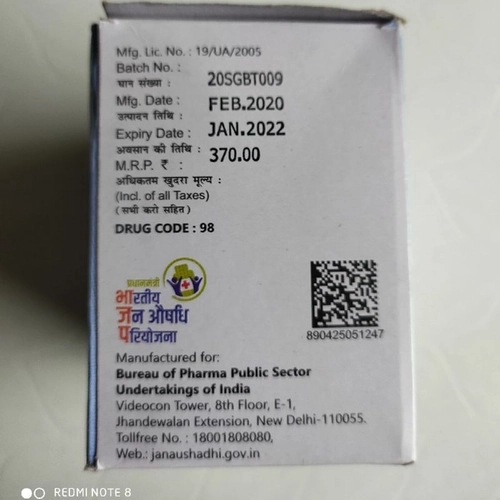 Mfg. Lic. No. : 19/UA/2005
Batch No. :
घान संख्या : 20SGBT009
Mfg. Date : FEB.2020
उत्पादन तिथि :
Expiry Date : JAN.2022
अवसान की तिथि :
M.R.P. ₹ : 370.00
अधिकतम खुदरा मूल्य :
(Incl. of all Taxes)
(सभी करो सहित)
DRUG CODE : 98
प्रधानमंत्री
भारतीय
जन औषधि
परियोजना
890425051247
Manufactured for:
Bureau of Pharma Public Sector
Undertakings of India
Videocon Tower, 8th Floor, E-1,
Jhandewalan Extension, New Delhi-110055.
Tollfree No. : 18001808080,
Web.: janaushadhi.gov.in
REDMI NOTE 8